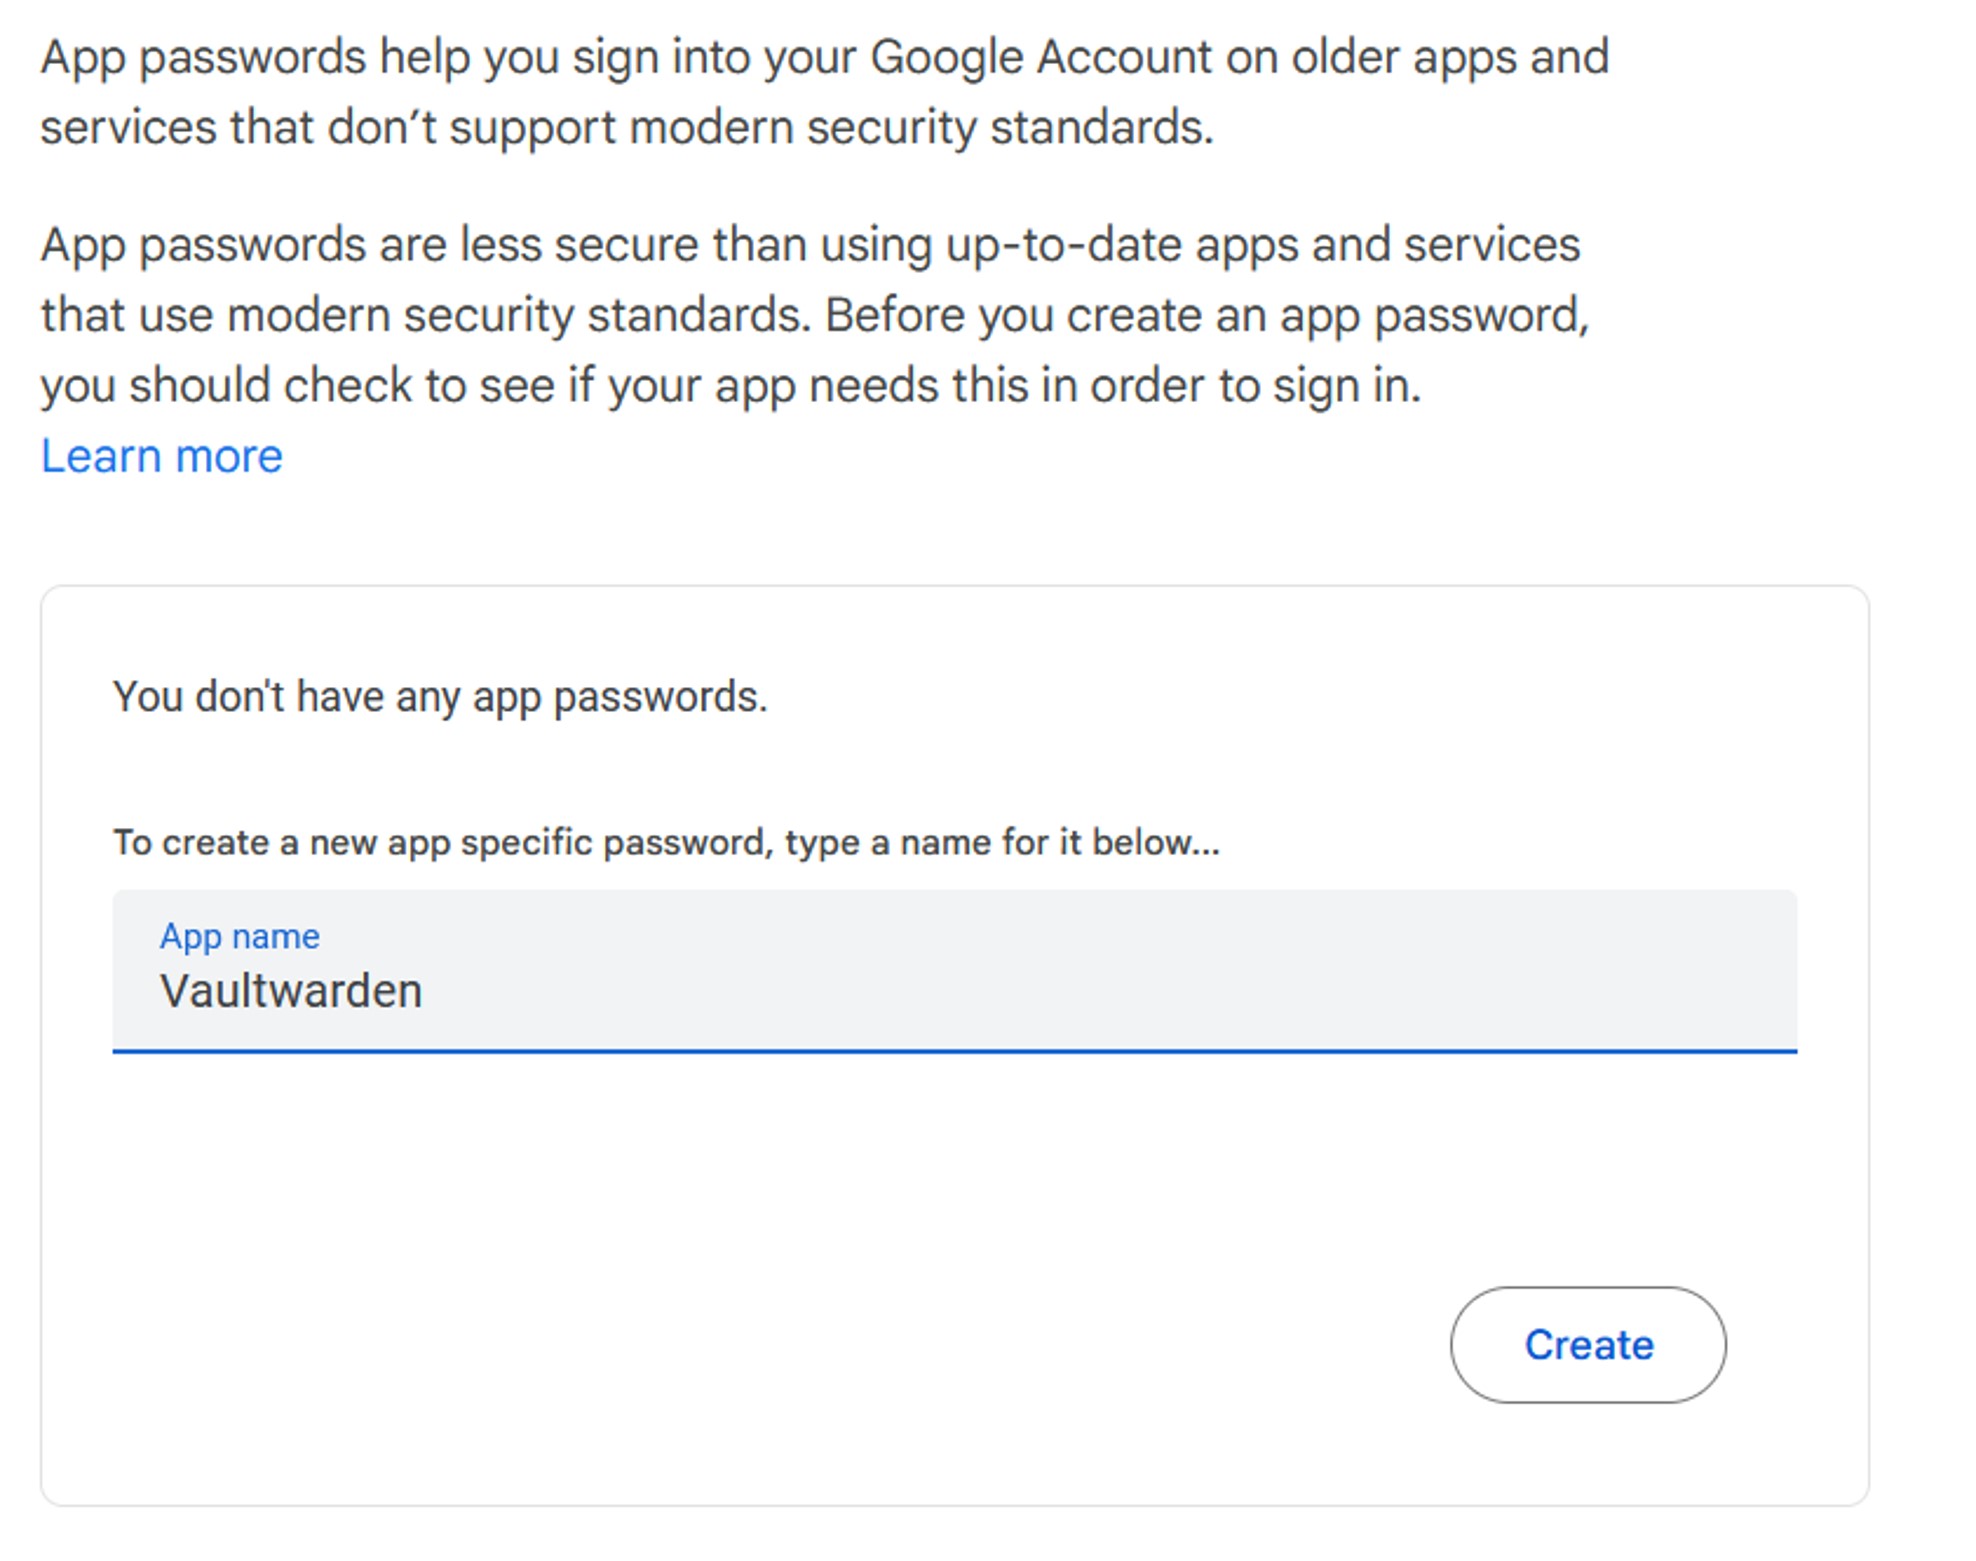 App passwords help you sign into your Google Account on older apps and
services that don’t support modern security standards.
App passwords are less secure than using up-to-date apps and services
that use modern security standards. Before you create an app password,
you should check to see if your app needs this in order to sign in.
Learn more
You don't have any app passwords.
To create a new app specific password, type a name for it below...
App name
Vaultwarden
Create